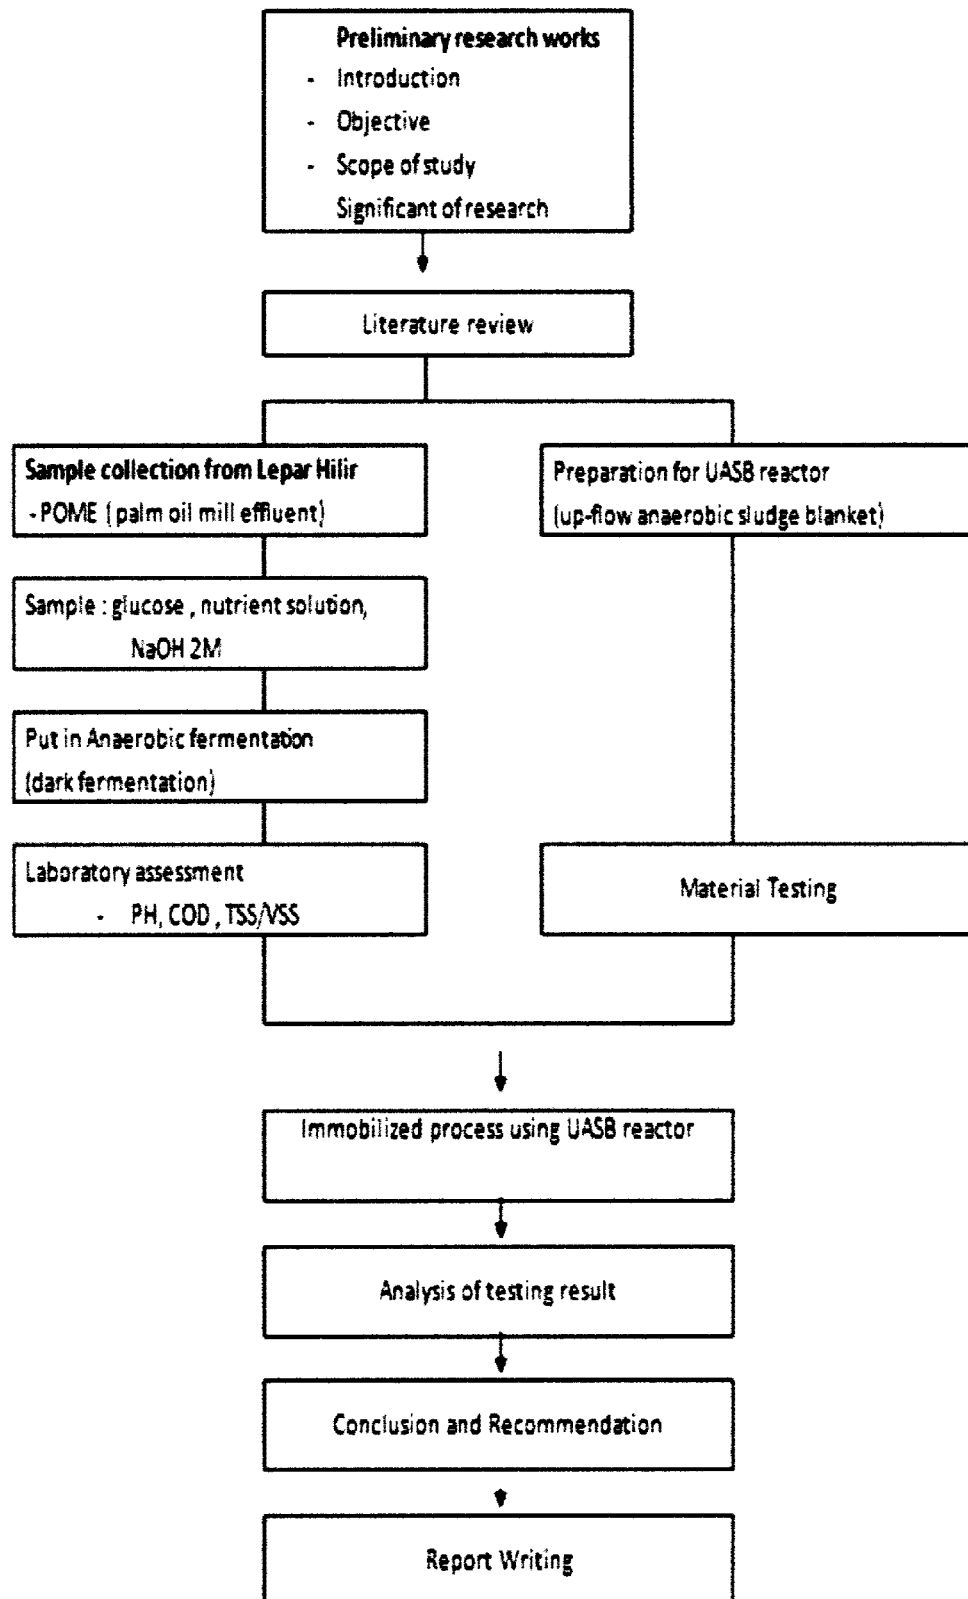 Preliminary research works
- Introduction
- Objective
- Scope of study
Significant of research
Literature review
Sample collection from Lepar Hilir
- POME ( palm oil mill effluent)
Sample : glucose , nutrient solution,
NaOH 2M
Put in Anaerobic fermentation
(dark fermentation)
Laboratory assessment
- PH, COD , TSS/VSS
Preparation for UASB reactor
(up-flow anaerobic sludge blanket)
Material Testing
Immobilized process using UASB reactor
Analysis of testing result
Conclusion and Recommendation
Report Writing